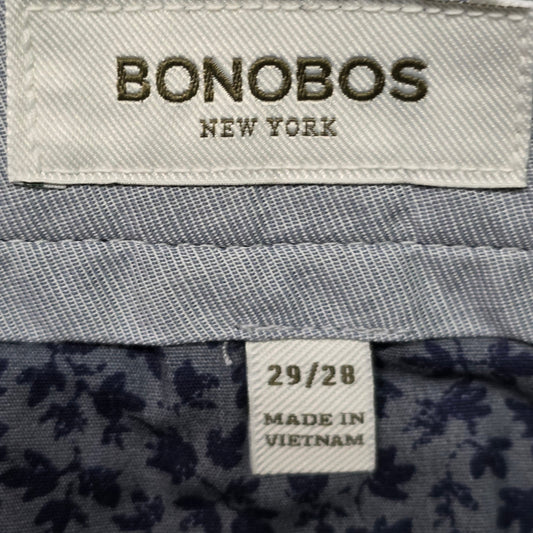 BONOBOS
NEW YORK
29/28
MADE IN
VIETNAM